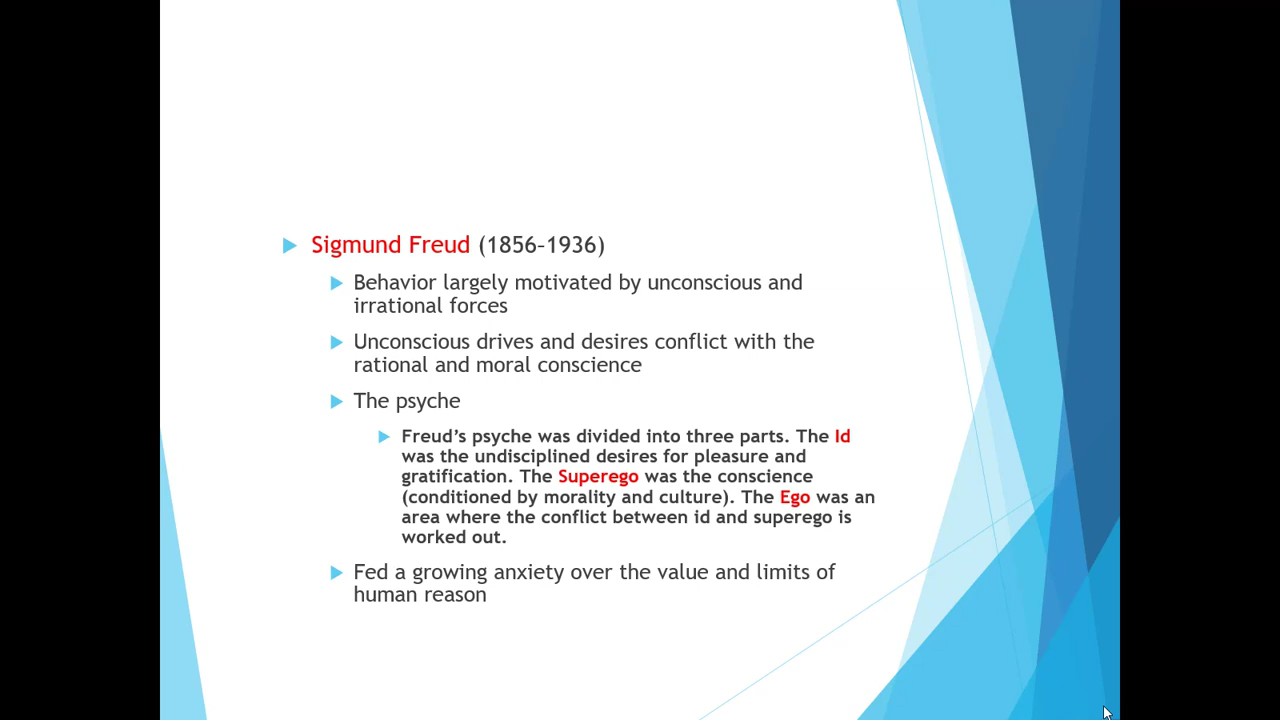 Sigmund Freud (1856–1936)
Behavior largely motivated by unconscious and
irrational forces
Unconscious drives and desires conflict with the
rational and moral conscience
The psyche
Freud’s psyche was divided into three parts. The Id
was the undisciplined desires for pleasure and
gratification. The Superego was the conscience
(conditioned by morality and culture). The Ego was an
area where the conflict between id and superego is
worked out.
Fed a growing anxiety over the value and limits of
human reason